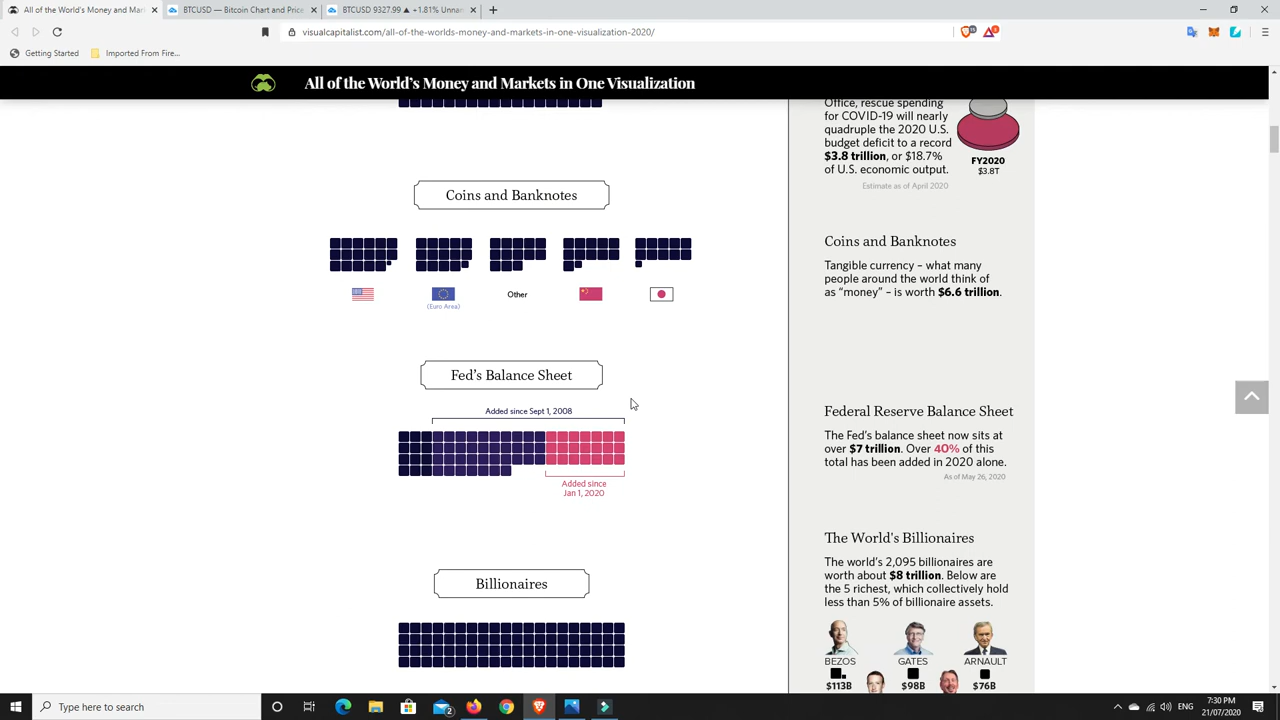 All of the World's Money and Mark
BTCUSD — Bitcoin Chart and Price
BTCUSD 9327.99 ▲ +1.81% Unnan
visualcapitalist.com/all-of-the-worlds-money-and-markets-in-one-visualization-2020/
Getting Started
Imported From Fire...
All of the World's Money and Markets in One Visualization
Coins and Banknotes
(Euro Area)
Other
Fed's Balance Sheet
Added since Sept 1, 2008
Added since
Jan 1, 2020
Billionaires
Office, rescue spending
for COVID-19 will nearly
quadruple the 2020 U.S.
budget deficit to a record
$3.8 trillion, or $18.7%
of U.S. economic output.
Estimate as of April 2020
FY2020
$3.8T
Coins and Banknotes
Tangible currency – what many
people around the world think of
as “money” – is worth $6.6 trillion.
Federal Reserve Balance Sheet
The Fed's balance sheet now sits at
over $7 trillion. Over 40% of this
total has been added in 2020 alone.
As of May 26, 2020
The World's Billionaires
The world's 2,095 billionaires are
worth about $8 trillion. Below are
the 5 richest, which collectively hold
less than 5% of billionaire assets.
BEZOS
GATES
ARNAULT
$113B
$98B
$76B
Type here to search
ENG
7:30 PM
21/07/2020